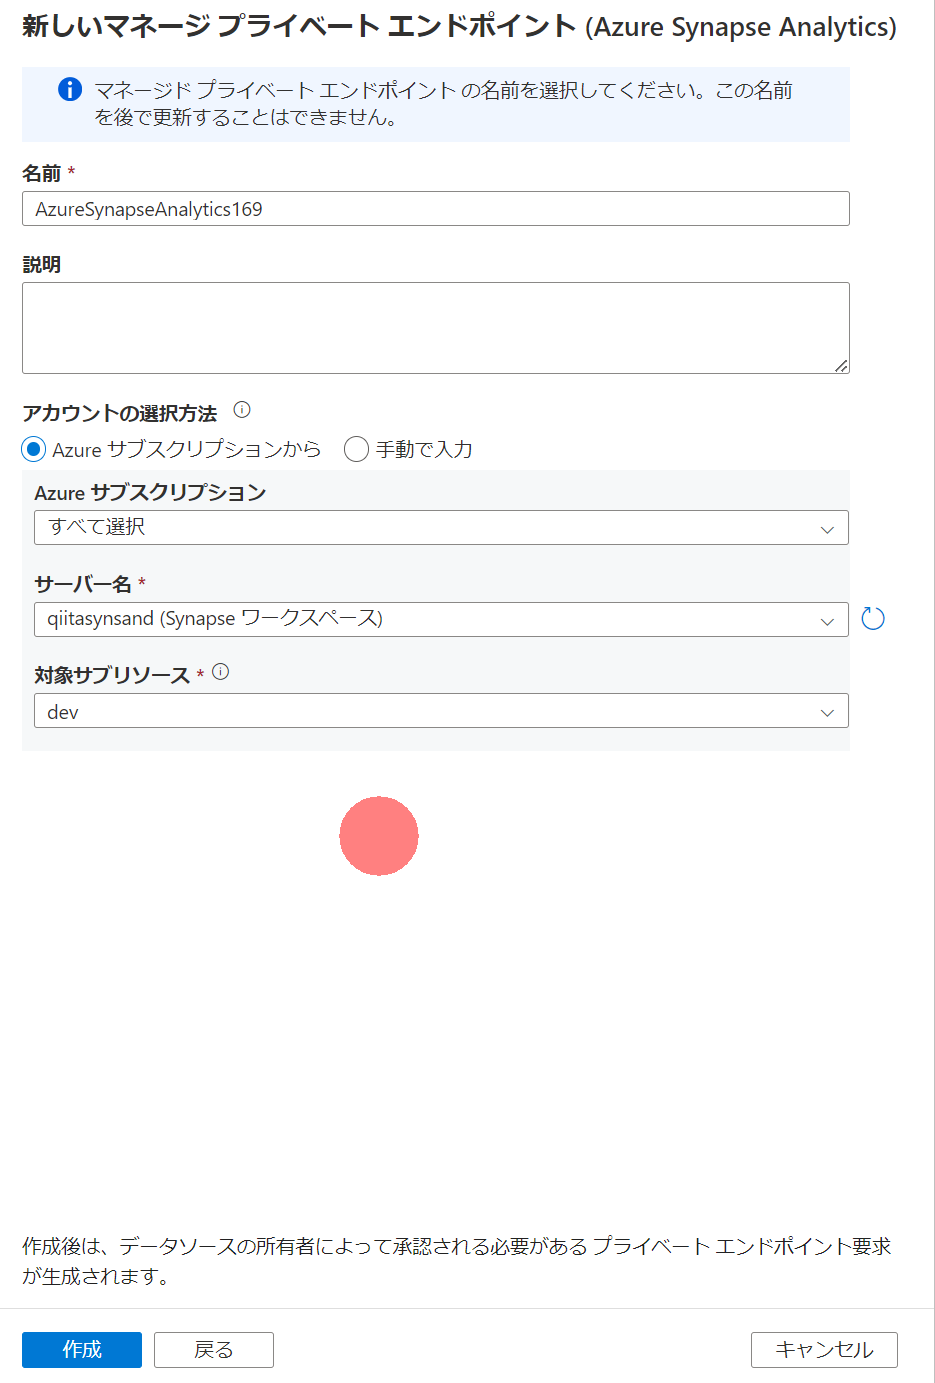 新しいマネージ プライベート エンドポイント (Azure Synapse Analytics)
マネージド プライベート エンドポイント の名前を選択してください。この名前
を後で更新することはできません。
名前 *
AzureSynapseAnalytics169
説明
アカウントの選択方法
Azure サブスクリプションから 手動で入力
Azure サブスクリプション
すべて選択
サーバー名 *
qiitasynsand (Synapse ワークスペース)
対象サブリソース *
dev
作成後は、データソースの所有者によって承認される必要がある プライベート エンドポイント要求
が生成されます。
作成 戻る キャンセル